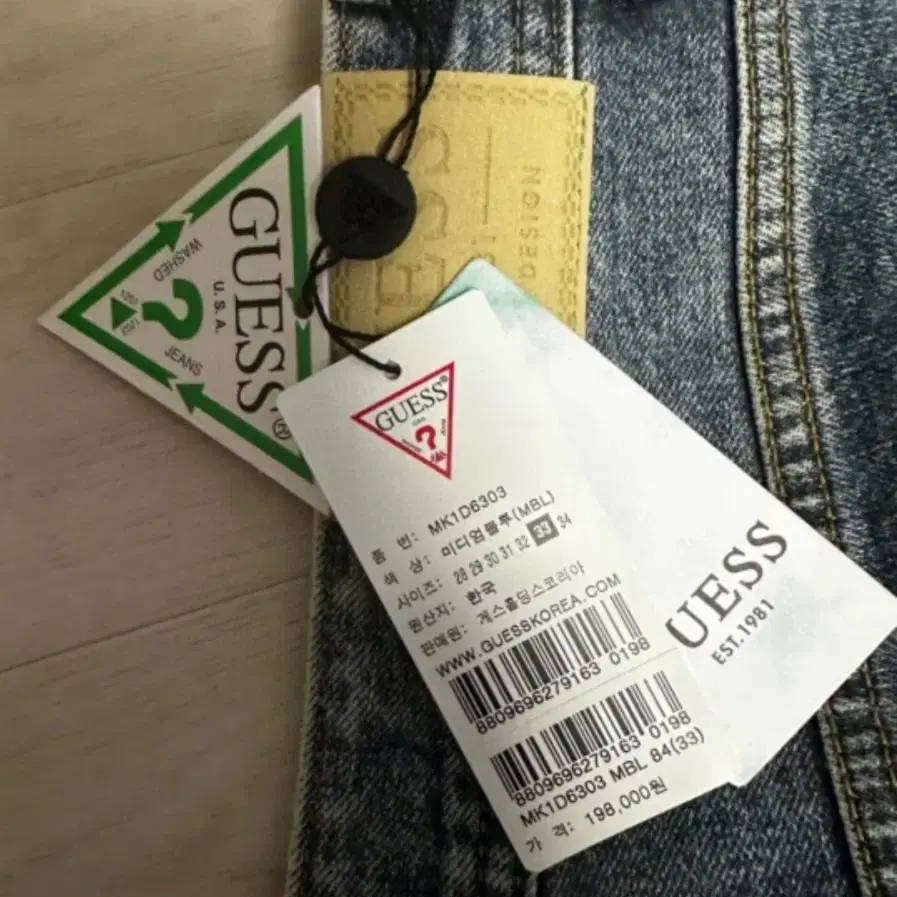 GUESS
U.S.A.
WASHED
?
1981
1203
JEANS
DESIGN
GUESS®
USA
?
품 번: MK1D6303
색 상: 미디엄블루(MBL)
사이즈: 28 29 30 31 32 33 34
원산지: 한국
판매원: 게스홀딩스코리아
WWW.GUESSKOREA.COM
8809696279163 0198
8809696279163 0198
MK1D6303 MBL 84(33)
가 격: 198,000원
UESS
EST.1981